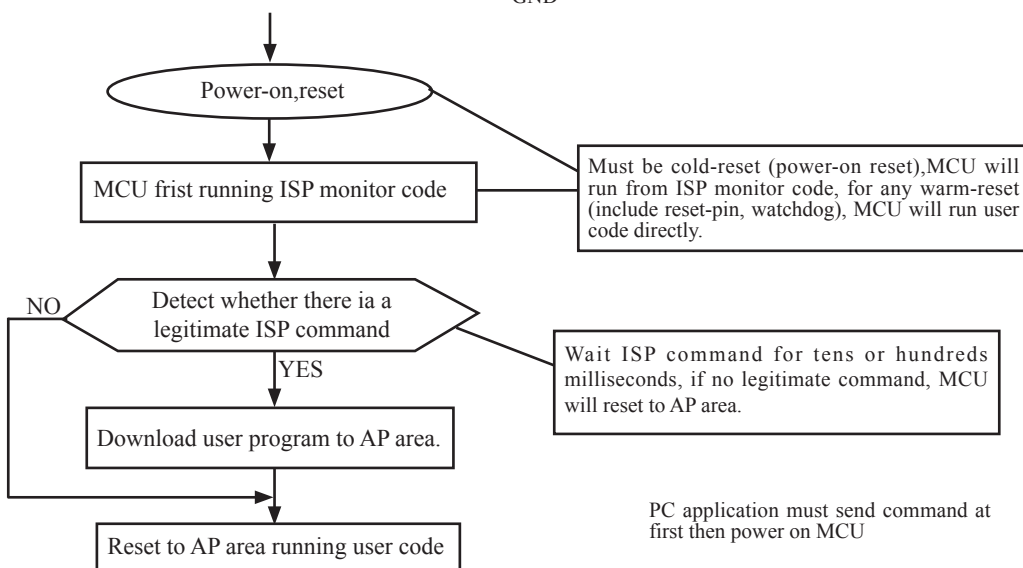 GND
Power-on,reset
MCU frist running ISP monitor code
Must be cold-reset (power-on reset),MCU will
run from ISP monitor code, for any warm-reset
(include reset-pin, watchdog), MCU will run user
code directly.
NO
Detect whether there ia a
legitimate ISP command
YES
Wait ISP command for tens or hundreds
milliseconds, if no legitimate command, MCU
will reset to AP area.
Download user program to AP area.
PC application must send command at
first then power on MCU
Reset to AP area running user code